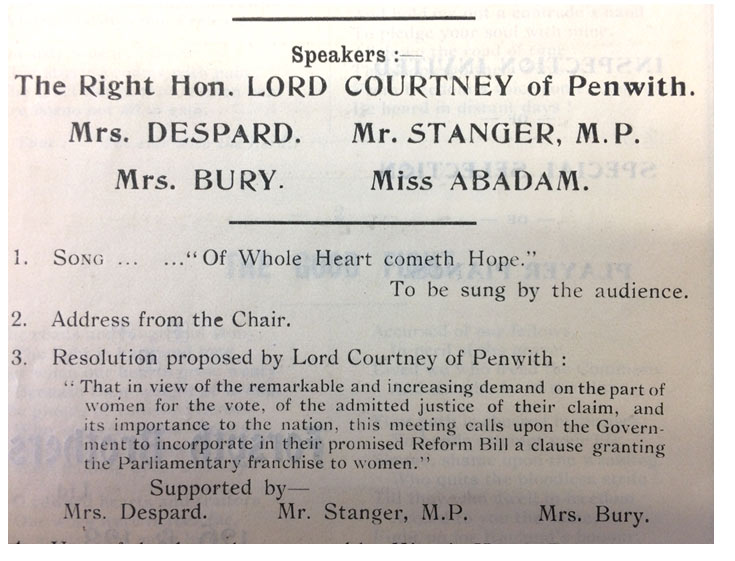 Speakers :—
The Right Hon. LORD COURTNEY of Penwith.
Mrs. DESPARD. Mr. STANGER, M.P.
Mrs. BURY. Miss ABADAM.
1. SONG ... ..."Of Whole Heart cometh Hope."
To be sung by the audience.
2. Address from the Chair.
3. Resolution proposed by Lord Courtney of Penwith :
" That in view of the remarkable and increasing demand on the part of
women for the vote, of the admitted justice of their claim, and
its importance to the nation, this meeting calls upon the Govern-
ment to incorporate in their promised Reform Bill a clause granting
the Parliamentary franchise to women."
Supported by—
Mrs. Despard. Mr. Stanger, M.P. Mrs. Bury.